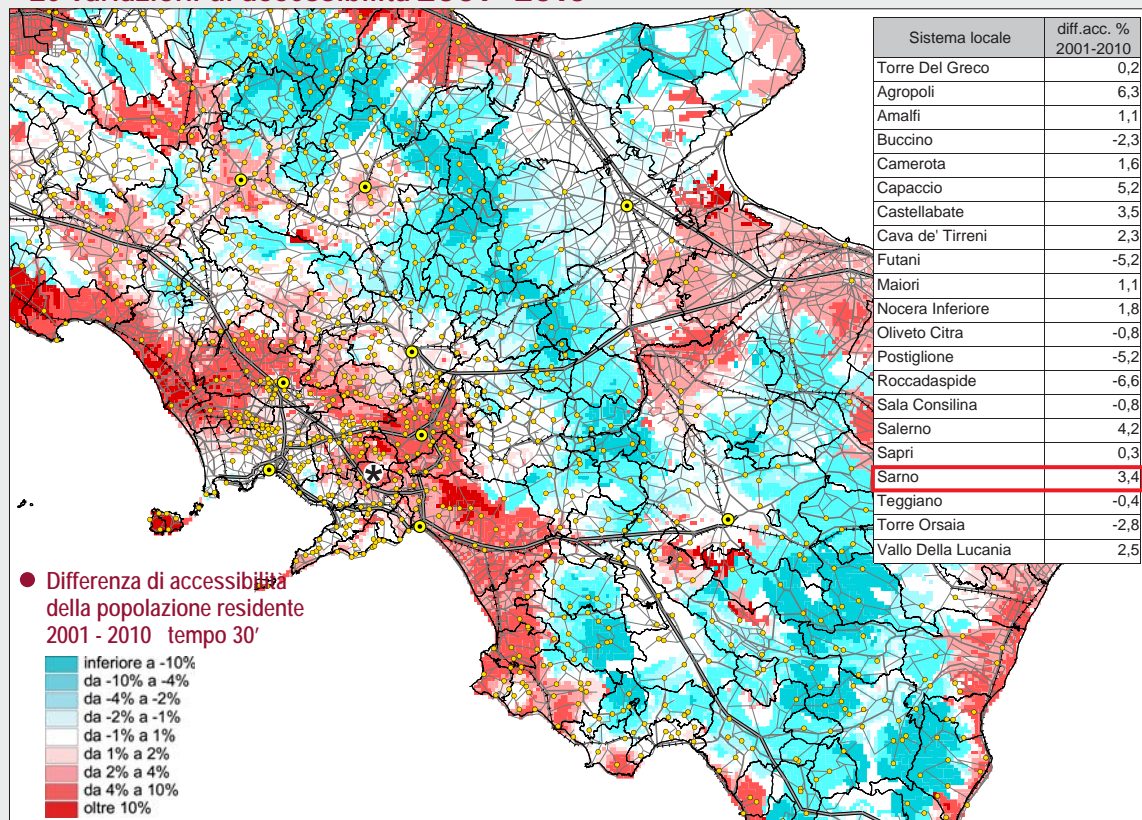 Sistema locale diff.acc. % 2001-2010
Torre Del Greco 0,2
Agropoli 6,3
Amalfi 1,1
Buccino -2,3
Camerota 1,6
Capaccio 5,2
Castellabate 3,5
Cava de' Tirreni 2,3
Futani -5,2
Maiori 1,1
Nocera Inferiore 1,8
Oliveto Citra -0,8
Postiglione -5,2
Roccadaspide -6,6
Sala Consilina -0,8
Salerno 4,2
Sapri 0,3
Sarno 3,4
Teggiano -0,4
Torre Orsaia -2,8
Vallo Della Lucania 2,5
*
● Differenza di accessibilità
della popolazione residente
2001 - 2010 tempo 30'
inferiore a -10%
da -10% a -4%
da -4% a -2%
da -2% a -1%
da -1% a 1%
da 1% a 2%
da 2% a 4%
da 4% a 10%
oltre 10%